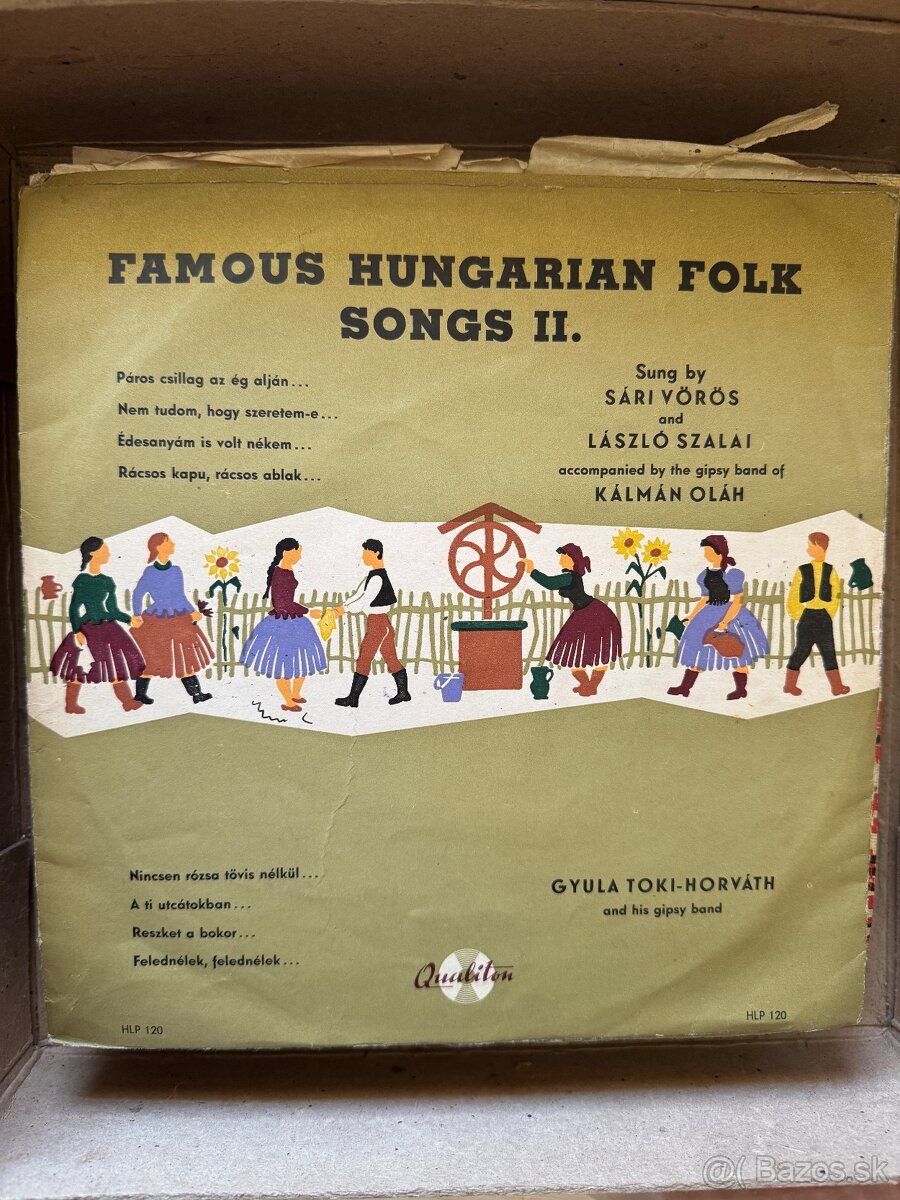 FAMOUS HUNGARIAN FOLK
SONGS II.
Páros csillag az ég alján...
Nem tudom, hogy szeretem-e...
Édesanyám is volt nékem...
Rácsos kapu, rácsos ablak...
Sung by
SÁRI VÖRÖS
and
LÁSZLÓ SZALAI
accompanied by the gipsy band of
KÁLMÁN OLÁH
Nincsen rózsa tövis nélkül...
A ti utcátokban...
Reszket a bokor...
Felednélek, felednélek...
GYULA TOKI-HORVÁTH
and his gipsy band
Qualiton
HLP 120
HLP 120
@ Bazos.sk